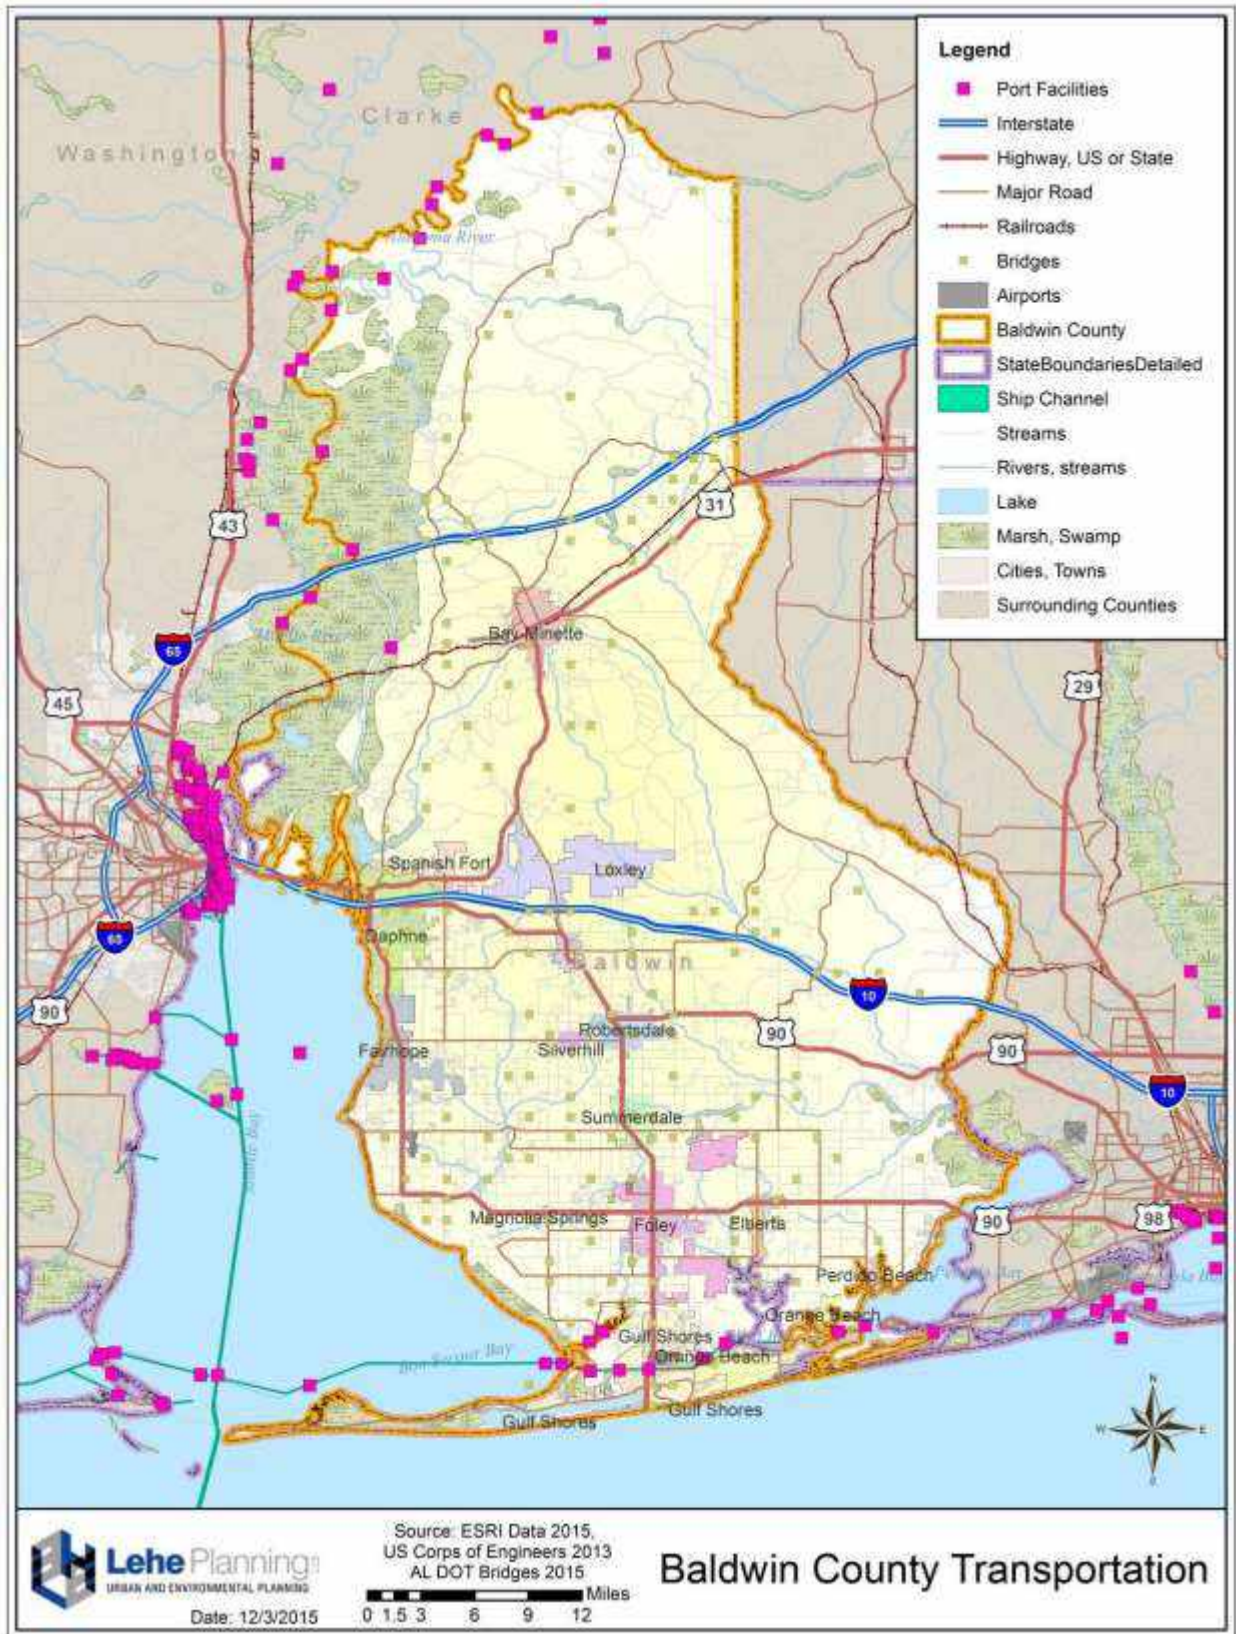 Legend
Port Facilities
Interstate
Highway, US or State
Major Road
Railroads
Bridges
Airports
Baldwin County
StateBoundariesDetailed
Ship Channel
Streams
Rivers, streams
Lake
Marsh, Swamp
Cities, Towns
Surrounding Counties
Clarke
Washington
River
31
43
Bay Minette
65
29
45
Spanish Fort
Loxley
Daphne
Baldwin
65
10
90
Robertsdale
90
Fairhope
Silverhill
90
10
Summerdale
Magnolia Springs
Foley
Elberta
90
98
Perdido Beach
Bay
Orange Beach
Gulf Shores
Bon Secour Bay
Orange Beach
Gulf Shores
Gulf Shores
N
W
E
S
Lehe Planning
URBAN AND ENVIRONMENTAL PLANNING
Date: 12/3/2015
Source: ESRI Data 2015,
US Corps of Engineers 2013
AL DOT Bridges 2015
Miles
0 1.5 3 6 9 12
Baldwin County Transportation